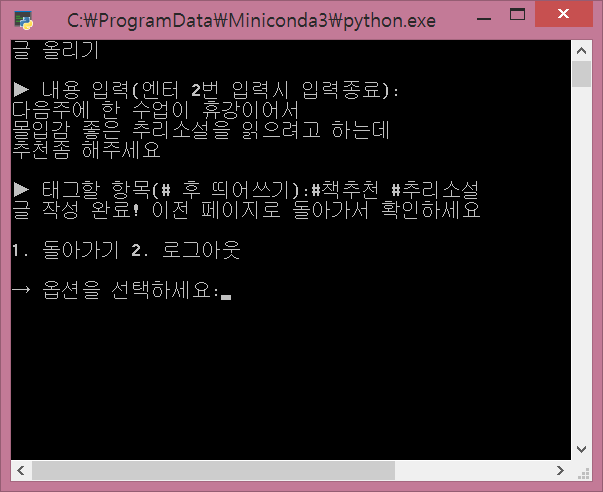 C:₩ProgramData₩Miniconda3₩python.exe
글 올리기
▶ 내용 입력(엔터 2번 입력시 입력종료):
다음주에 한 수업이 휴강이어서
몰입감 좋은 추리소설을 읽으려고 하는데
추천좀 해주세요
▶ 태그할 항목(# 후 띄어쓰기):#책추천 #추리소설
글 작성 완료! 이전 페이지로 돌아가서 확인하세요
1. 돌아가기 2. 로그아웃
→ 옵션을 선택하세요: